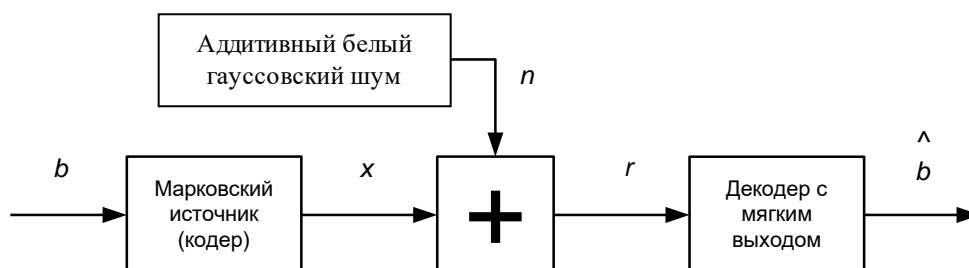 Аддитивный белый
гауссовский шум
n
b
Марковский
источник
(кодер)
x
+
r
Декодер с
мягким
выходом
^
b